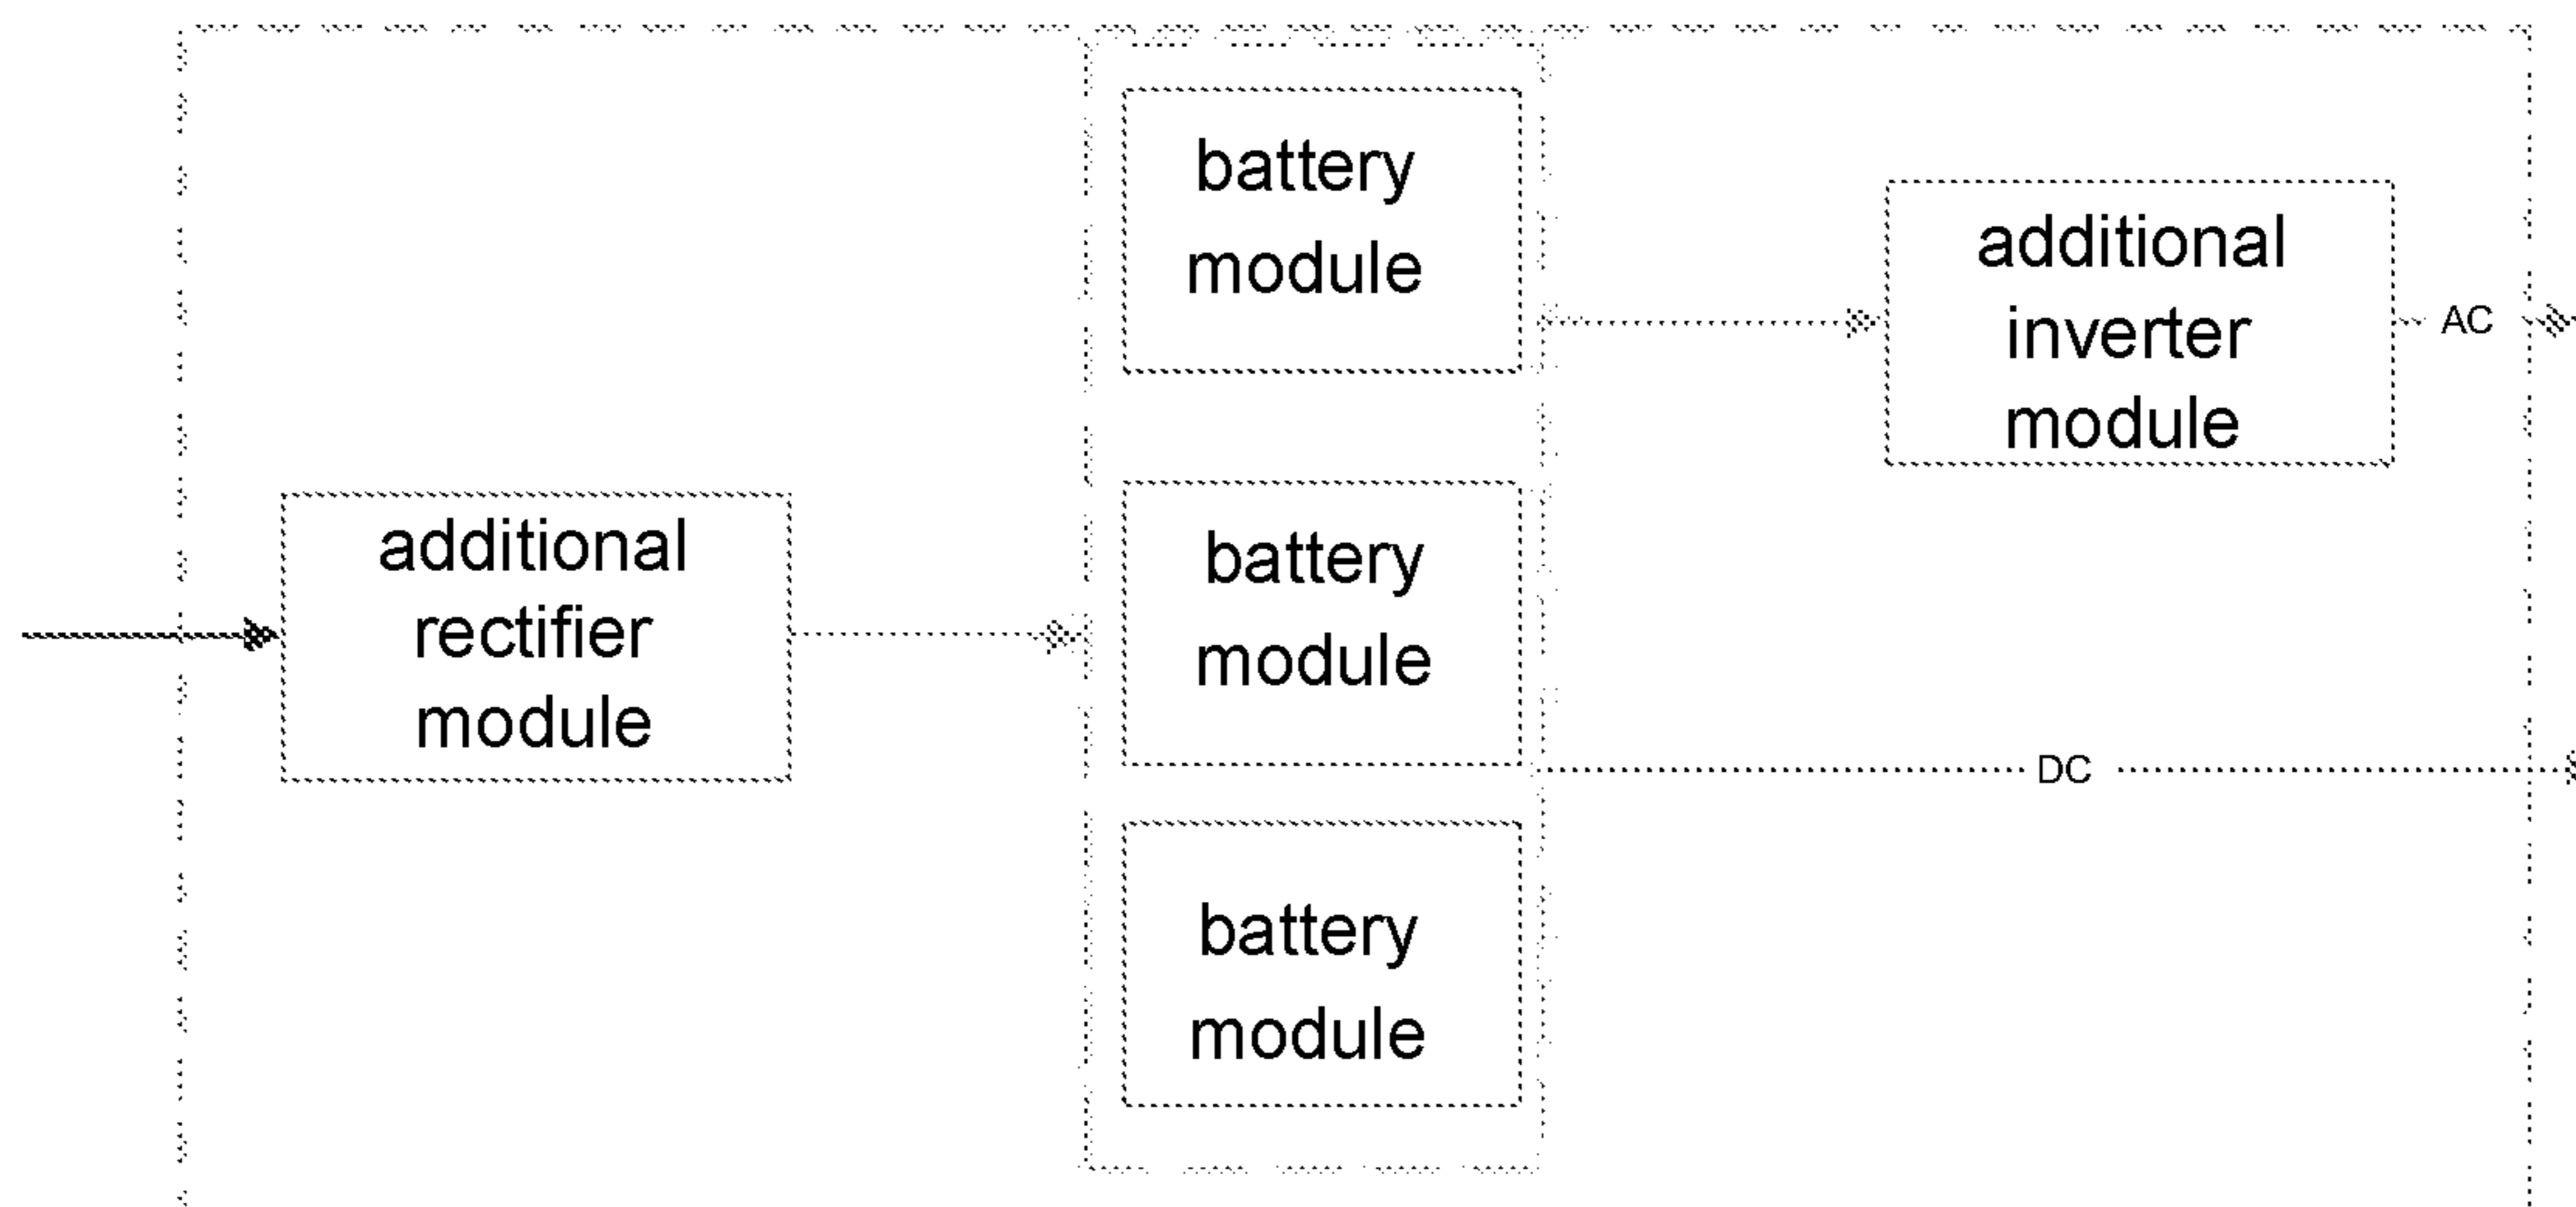 additional
rectifier
module
battery
module
battery
module
battery
module
additional
inverter
module
AC
DC